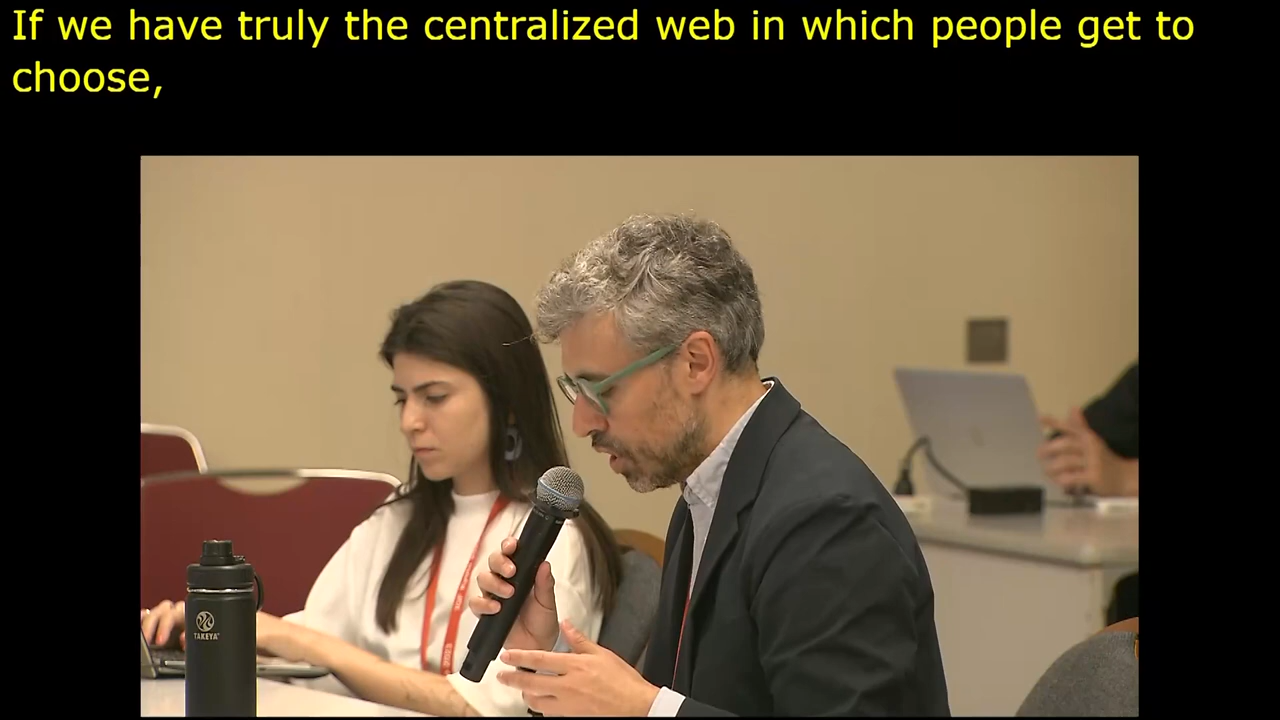 If we have truly the centralized web in which people get to
choose,
TAKEYA